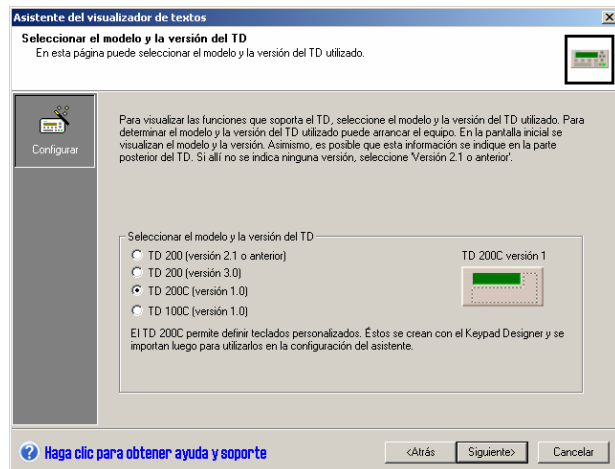 Asistente del visualizador de textos
Seleccionar el modelo y la versión del TD
En esta página puede seleccionar el modelo y la versión del TD utilizado.
Configurar
Para visualizar las funciones que soporta el TD, seleccione el modelo y la versión del TD utilizado. Para
determinar el modelo y la versión del TD utilizado puede arrancar el equipo. En la pantalla inicial se
visualizan el modelo y la versión. Asimismo, es posible que esta información se indique en la parte
posterior del TD. Si allí no se indica ninguna versión, seleccione 'Versión 2.1 o anterior'.
Seleccionar el modelo y la versión del TD
TD 200 (versión 2.1 o anterior)
TD 200 (versión 3.0)
TD 200C (versión 1.0)
TD 100C (versión 1.0)
TD 200C versión 1
El TD 200C permite definir teclados personalizados. Éstos se crean con el Keypad Designer y se
importan luego para utilizarlos en la configuración del asistente.
Haga clic para obtener ayuda y soporte
<Atrás
Siguiente>
Cancelar